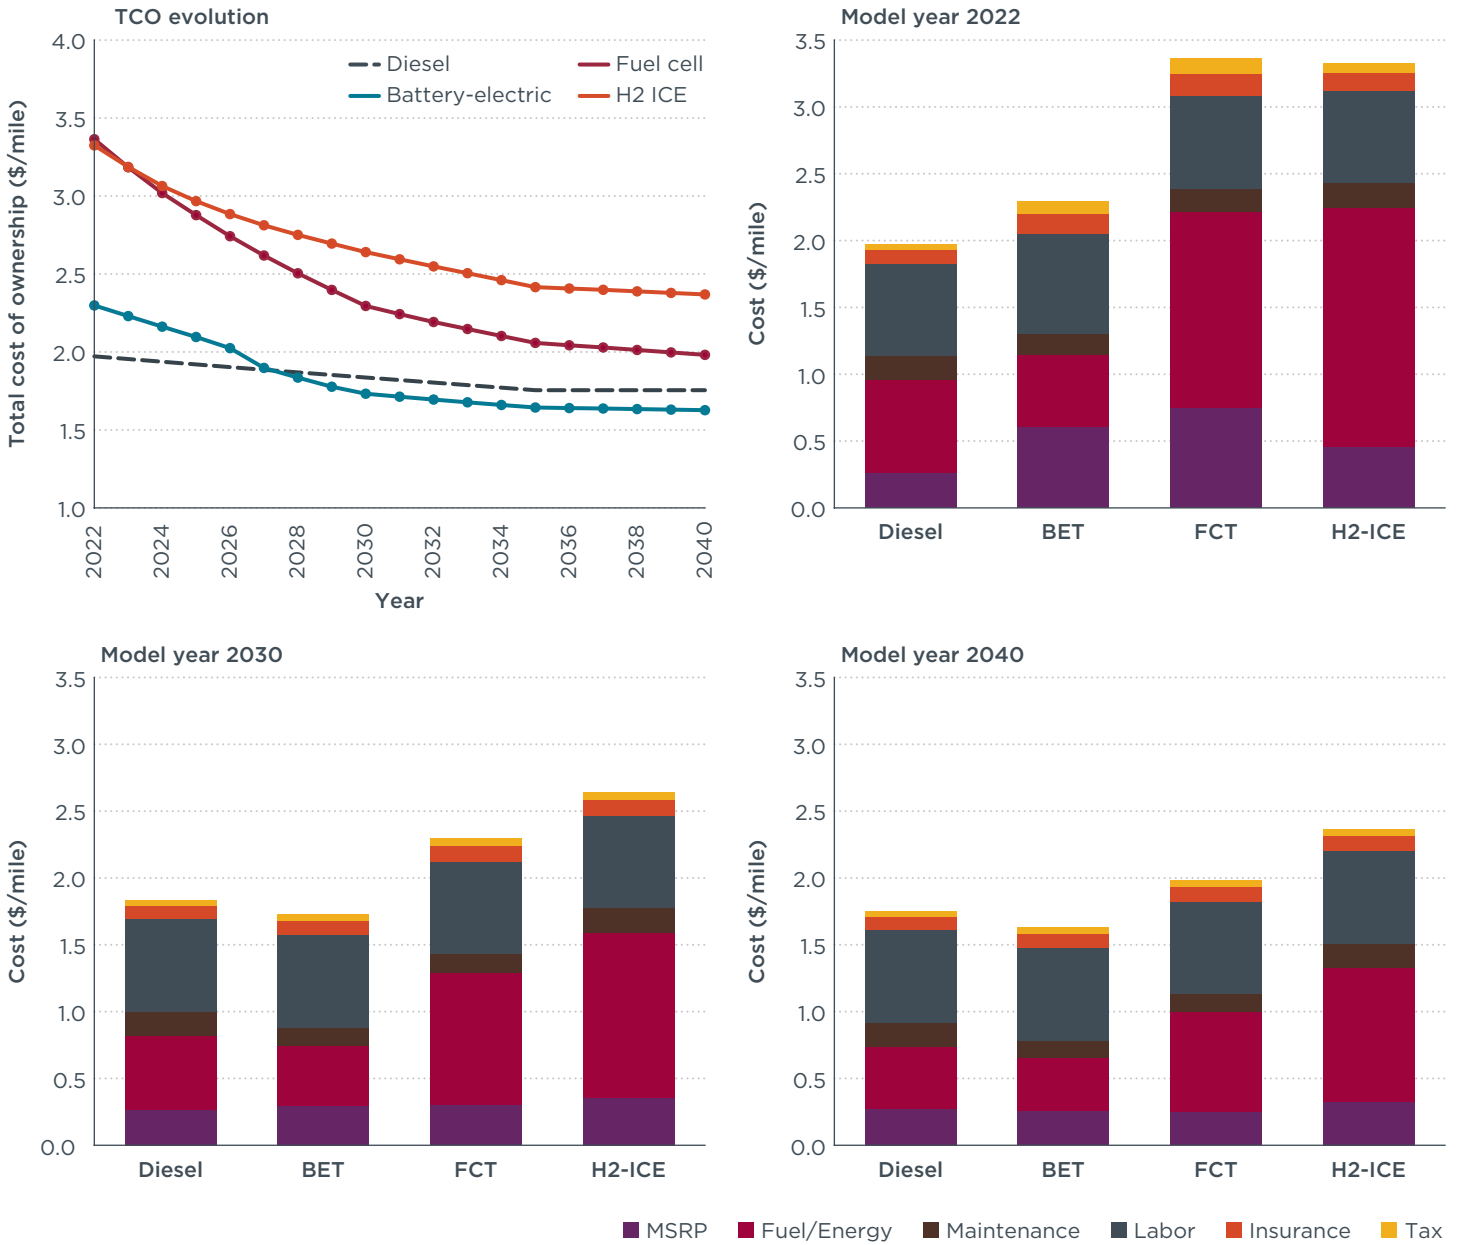 TCO evolution
4.0
3.5
3.0
2.5
2.0
1.5
1.0
Total cost of ownership ($/mile)
Diesel
Fuel cell
Battery-electric
H2 ICE
2022
2024
2026
2028
2030
2032
2034
2036
2038
2040
Year
Model year 2022
3.5
3.0
2.5
2.0
1.5
1.0
0.5
0.0
Cost ($/mile)
Diesel
BET
FCT
H2-ICE
Model year 2030
3.5
3.0
2.5
2.0
1.5
1.0
0.5
0.0
Cost ($/mile)
Diesel
BET
FCT
H2-ICE
Model year 2040
3.5
3.0
2.5
2.0
1.5
1.0
0.5
0.0
Cost ($/mile)
Diesel
BET
FCT
H2-ICE
MSRP
Fuel/Energy
Maintenance
Labor
Insurance
Tax